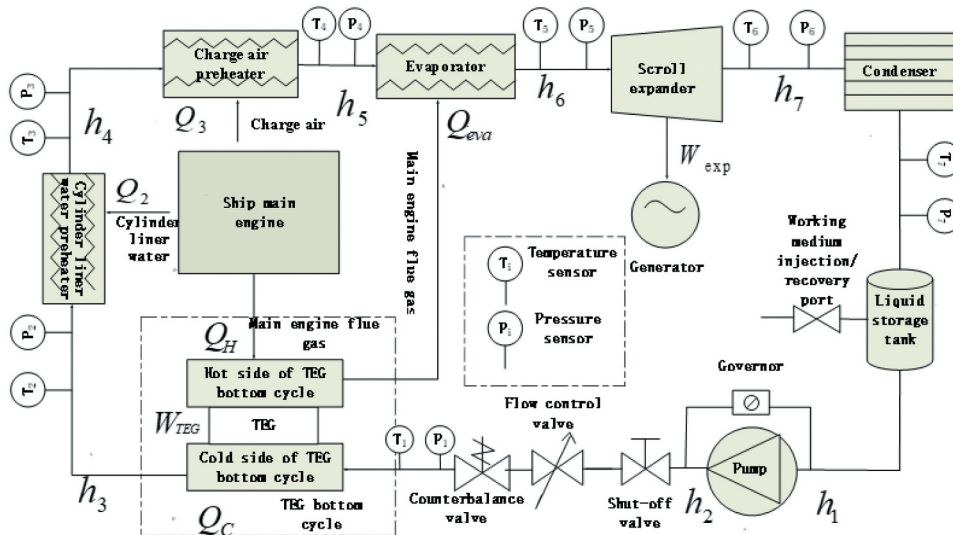 T4
P4
T5
P5
T6
P6
Charge air
preheater
Evaporator
Scroll
expander
Condenser
P3
T3
h4
Q3
Charge air
h5
Qeva
h6
h7
Wexp
T7
P7
Cylinder liner
water preheater
Q2
Cylinder
liner
water
Ship main
engine
Main engine flue gas
Generator
Ti
Temperature
sensor
Pi
Pressure
sensor
Working
medium
injection/
recovery
port
Liquid
storage
tank
P2
T2
QH
Main engine flue
gas
Hot side of TEG
bottom cycle
WTEG
TEG
Cold side of TEG
bottom cycle
QC
TEG bottom
cycle
h3
T1
P1
Counterbalance
valve
Flow control
valve
Shut-off
valve
Governor
Pump
h2
h1